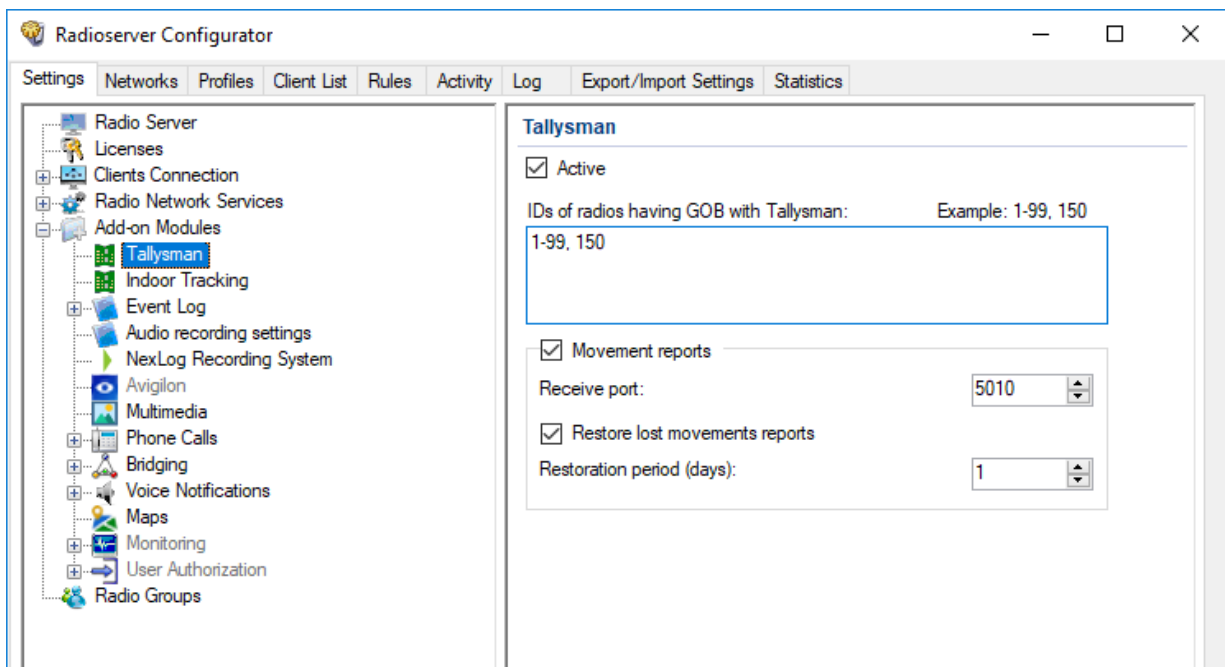 Radioserver Configurator
Settings Networks Profiles Client List Rules Activity Log Export/Import Settings Statistics
Radio Server
Licenses
Clients Connection
Radio Network Services
Add-on Modules
Tallysman
Indoor Tracking
Event Log
Audio recording settings
NexLog Recording System
Avigilon
Multimedia
Phone Calls
Bridging
Voice Notifications
Maps
Monitoring
User Authorization
Radio Groups
Tallysman
Active
IDs of radios having GOB with Tallysman: Example: 1-99, 150
1-99, 150
Movement reports
Receive port: 5010
Restore lost movements reports
Restoration period (days): 1